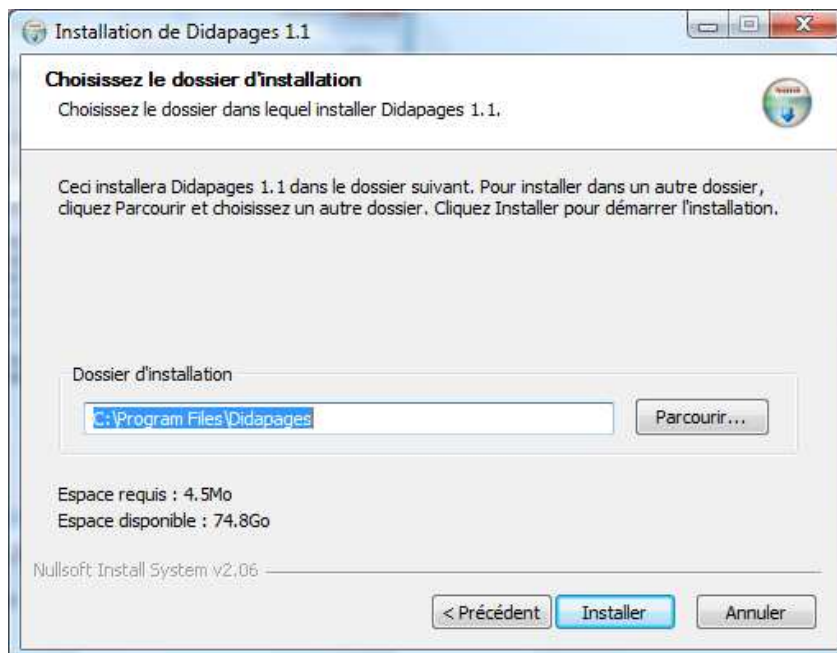 Installation de Didapages 1.1
Choisissez le dossier d'installation
Choisissez le dossier dans lequel installer Didapages 1.1.
Ceci installera Didapages 1.1 dans le dossier suivant. Pour installer dans un autre dossier,
cliquez Parcourir et choisissez un autre dossier. Cliquez Installer pour démarrer l'installation.
Dossier d'installation
C:\Program Files\Didapages
Parcourir...
Espace requis : 4.5Mo
Espace disponible : 74.8Go
Nullsoft Install System v2.06
< Précédent
Installer
Annuler